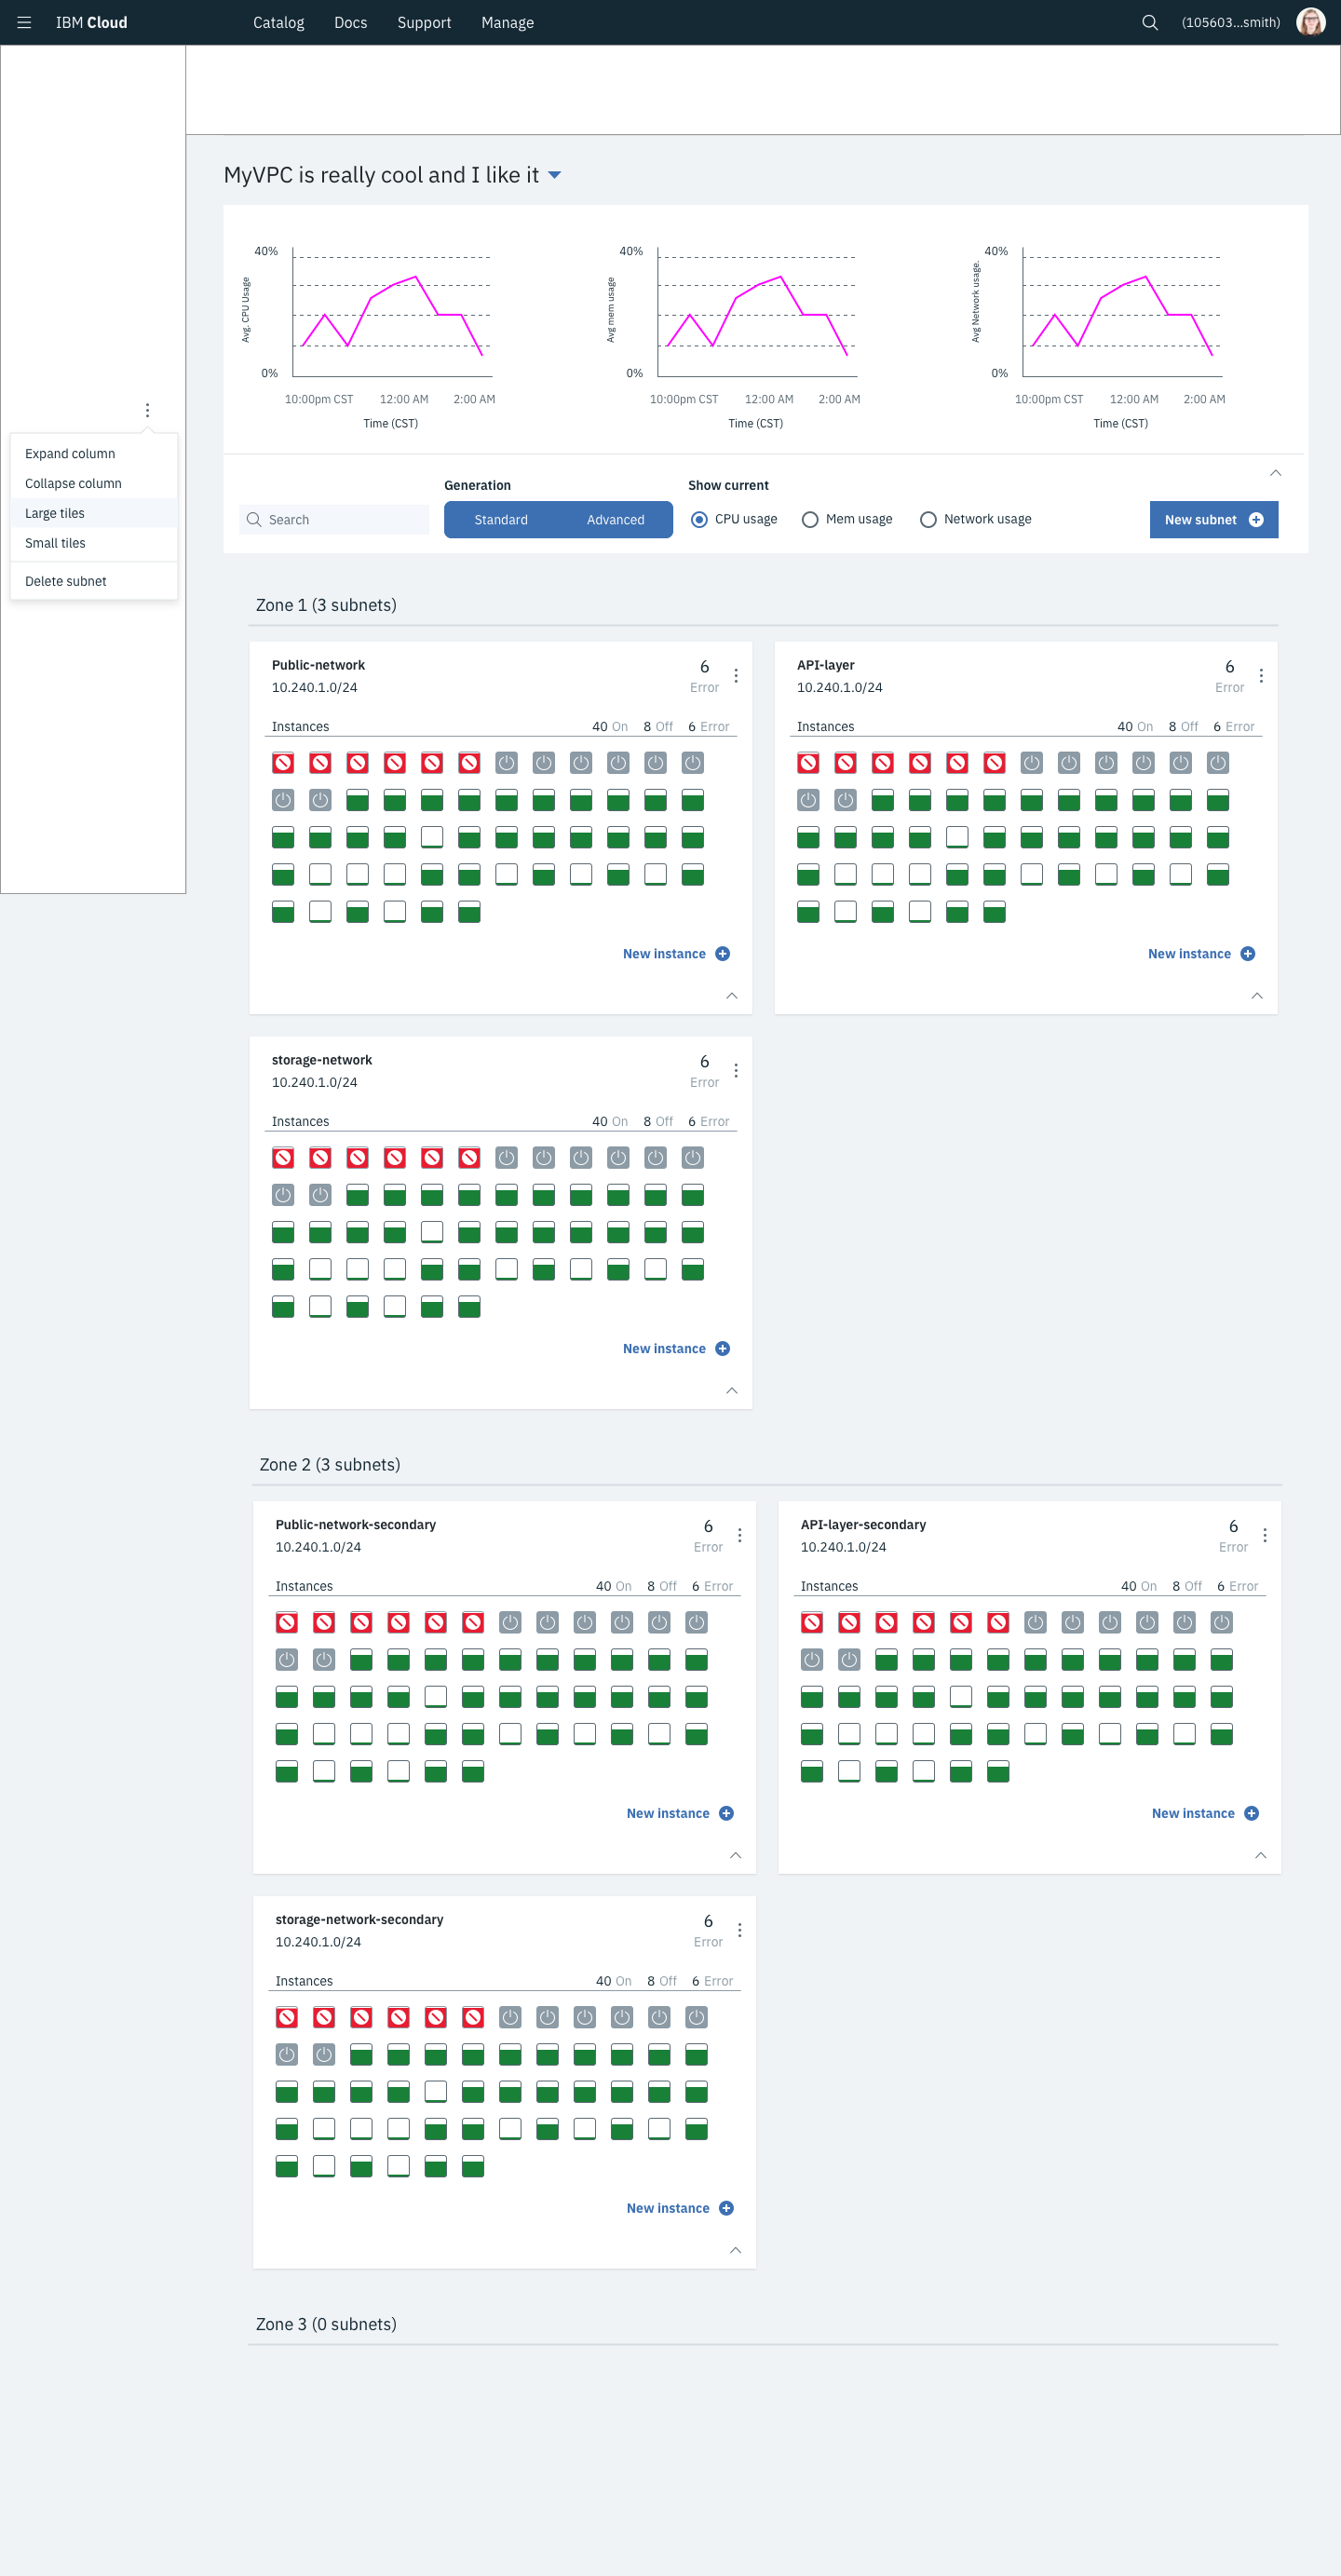 IBM Cloud Catalog Docs Support Manage (105603...smith)
MyVPC is really cool and I like it
40%
Avg. CPU Usage
0%
10:00pm CST 12:00 AM 2:00 AM
Time (CST)
40%
Avg mem usage
0%
10:00pm CST 12:00 AM 2:00 AM
Time (CST)
40%
Avg Network usage.
0%
10:00pm CST 12:00 AM 2:00 AM
Time (CST)
Expand column
Collapse column
Large tiles
Small tiles
Delete subnet
Generation Show current
Search Standard Advanced CPU usage Mem usage Network usage New subnet
Zone 1 (3 subnets)
Public-network 6
10.240.1.0/24 Error
Instances 40 On 8 Off 6 Error
New instance
API-layer 6
10.240.1.0/24 Error
Instances 40 On 8 Off 6 Error
New instance
storage-network 6
10.240.1.0/24 Error
Instances 40 On 8 Off 6 Error
New instance
Zone 2 (3 subnets)
Public-network-secondary 6
10.240.1.0/24 Error
Instances 40 On 8 Off 6 Error
New instance
API-layer-secondary 6
10.240.1.0/24 Error
Instances 40 On 8 Off 6 Error
New instance
storage-network-secondary 6
10.240.1.0/24 Error
Instances 40 On 8 Off 6 Error
New instance
Zone 3 (0 subnets)